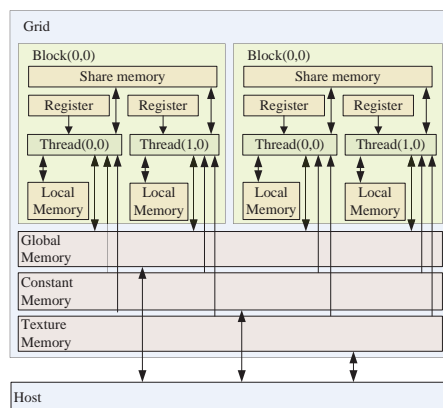 Grid
Block(0,0)
Block(0,0)
Share memory
Share memory
Register
Register
Register
Register
Thread(0,0)
Thread(1,0)
Thread(0,0)
Thread(1,0)
Local
Memory
Local
Memory
Local
Memory
Local
Memory
Global
Memory
Constant
Memory
Texture
Memory
Host